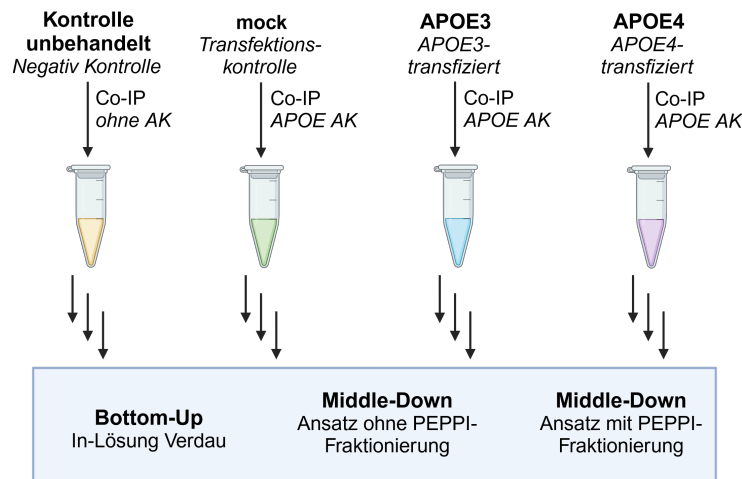 Kontrolle
unbehandelt
Negativ Kontrolle
Co-IP
ohne AK
mock
Transfektions-
kontrolle
Co-IP
APOE AK
APOE3
APOE3-
transfiziert
Co-IP
APOE AK
APOE4
APOE4-
transfiziert
Co-IP
APOE AK
Bottom-Up
In-Lösung Verdau
Middle-Down
Ansatz ohne PEPPI-
Fraktionierung
Middle-Down
Ansatz mit PEPPI-
Fraktionierung